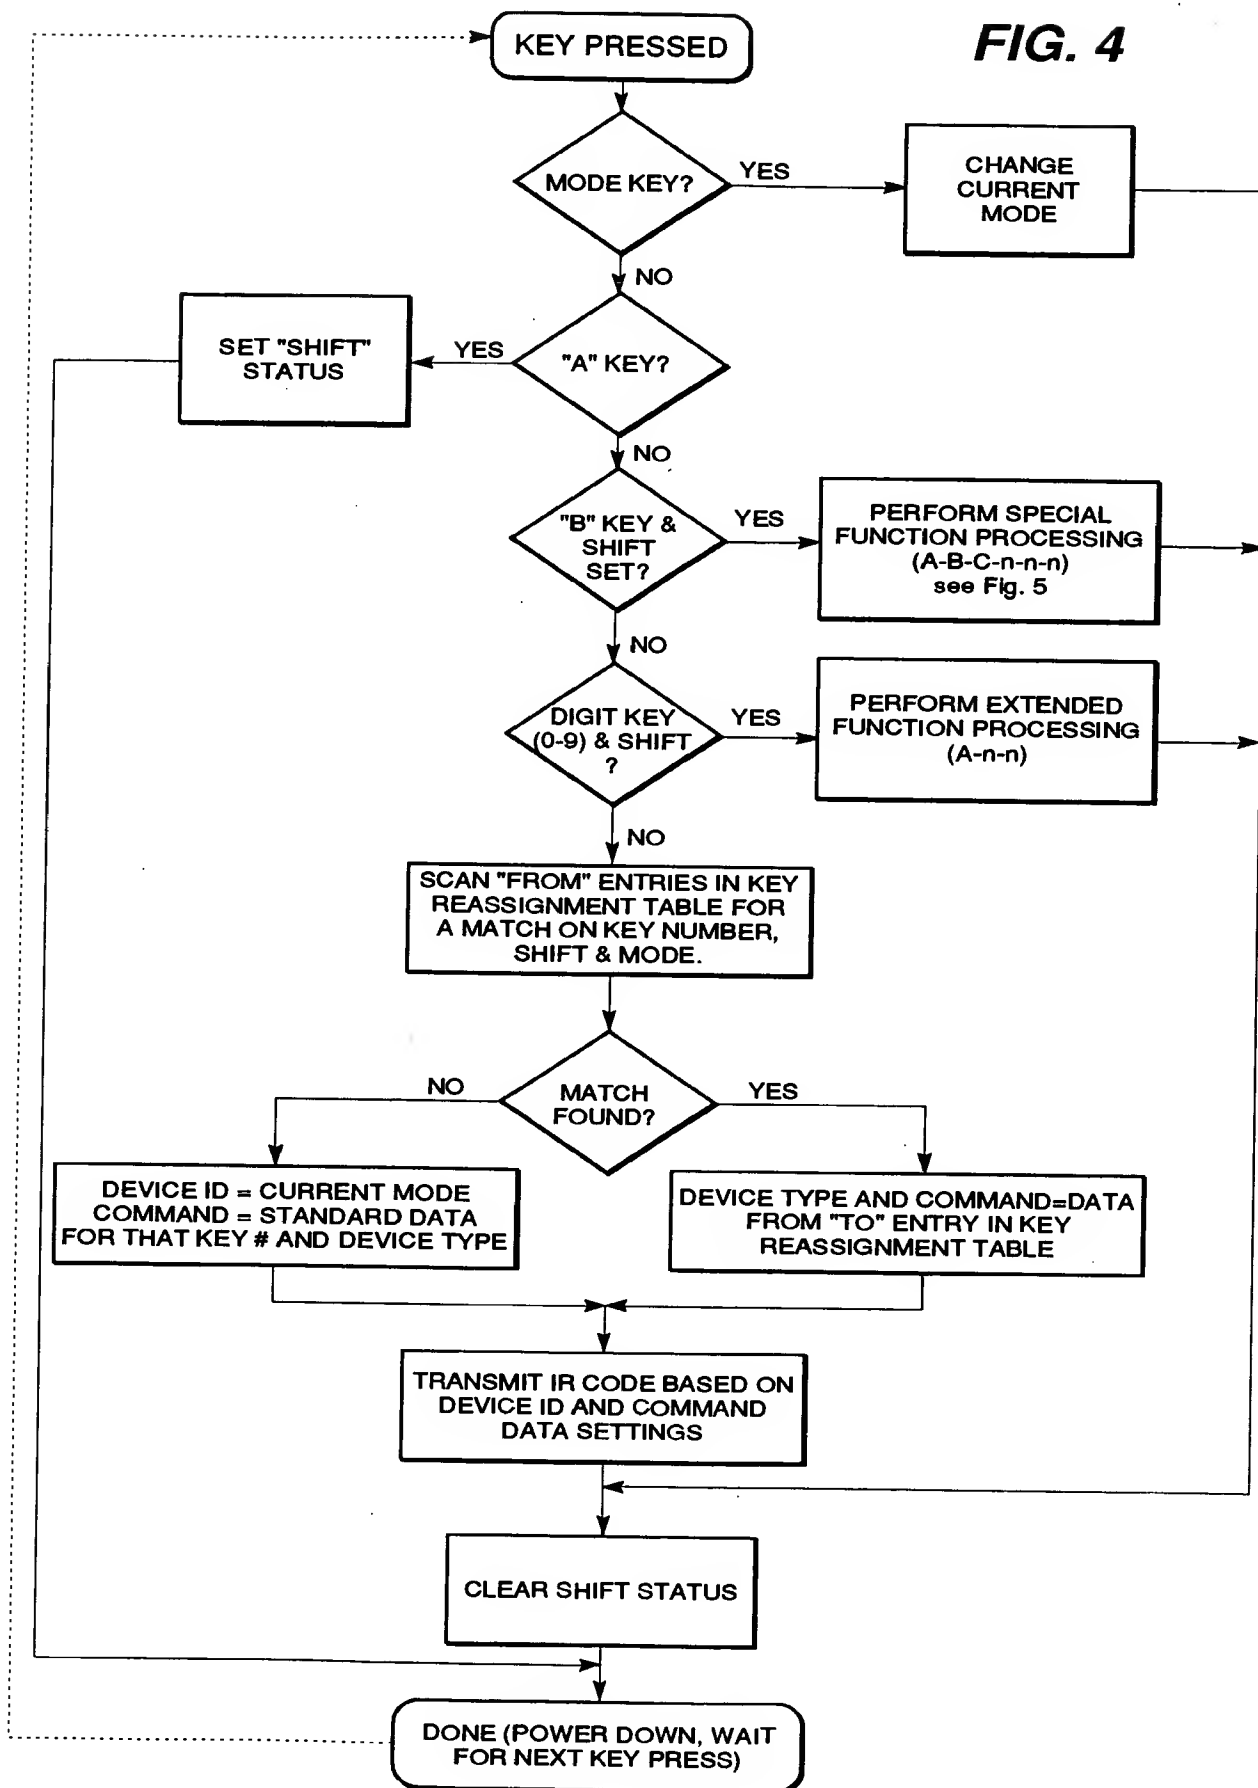 KEY PRESSED
FIG. 4
MODE KEY?
YES
CHANGE
CURRENT
MODE
NO
SET "SHIFT"
STATUS
YES
"A" KEY?
NO
"B" KEY &
SHIFT
SET?
YES
PERFORM SPECIAL
FUNCTION PROCESSING
(A-B-C-n-n-n)
see Fig. 5
NO
DIGIT KEY
(0-9) & SHIFT
?
YES
PERFORM EXTENDED
FUNCTION PROCESSING
(A-n-n)
NO
SCAN "FROM" ENTRIES IN KEY
REASSIGNMENT TABLE FOR
A MATCH ON KEY NUMBER,
SHIFT & MODE.
NO
MATCH
FOUND?
YES
DEVICE ID = CURRENT MODE
COMMAND = STANDARD DATA
FOR THAT KEY # AND DEVICE TYPE
DEVICE TYPE AND COMMAND=DATA
FROM "TO" ENTRY IN KEY
REASSIGNMENT TABLE
TRANSMIT IR CODE BASED ON
DEVICE ID AND COMMAND
DATA SETTINGS
CLEAR SHIFT STATUS
DONE (POWER DOWN, WAIT
FOR NEXT KEY PRESS)